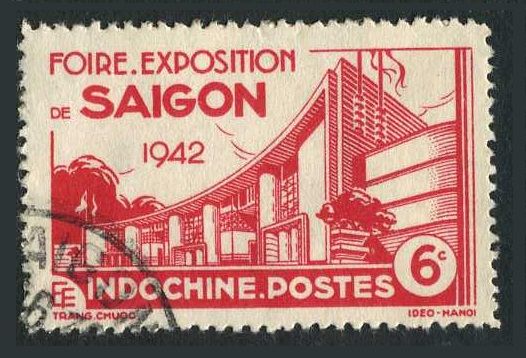 FOIRE.EXPOSITION
DE SAIGON
1942
6c
INDOCHINE.POSTES
TRANG.CHUOC
IDEO-HANOI